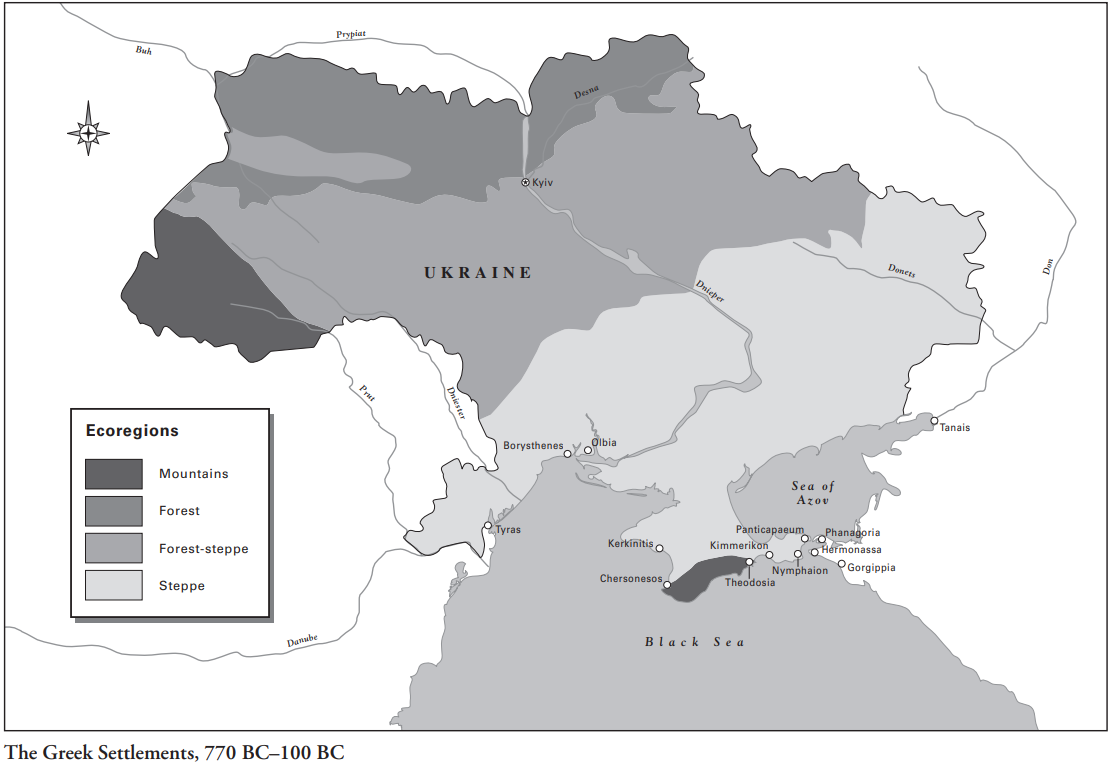 Buh
Prypiat
Desna
Kyiv
UKRAINE
Dnieper
Donets
Don
Prut
Dniester
Ecoregions
Mountains
Forest
Forest-steppe
Steppe
Borysthenes
Olbia
Tanais
Sea of
Azov
Tyras
Panticapaeum
Phanagoria
Kerkinitis
Kimmerikon
Hermonassa
Chersonesos
Theodosia
Nymphaion
Gorgippia
Danube
Black Sea
The Greek Settlements, 770 BC–100 BC